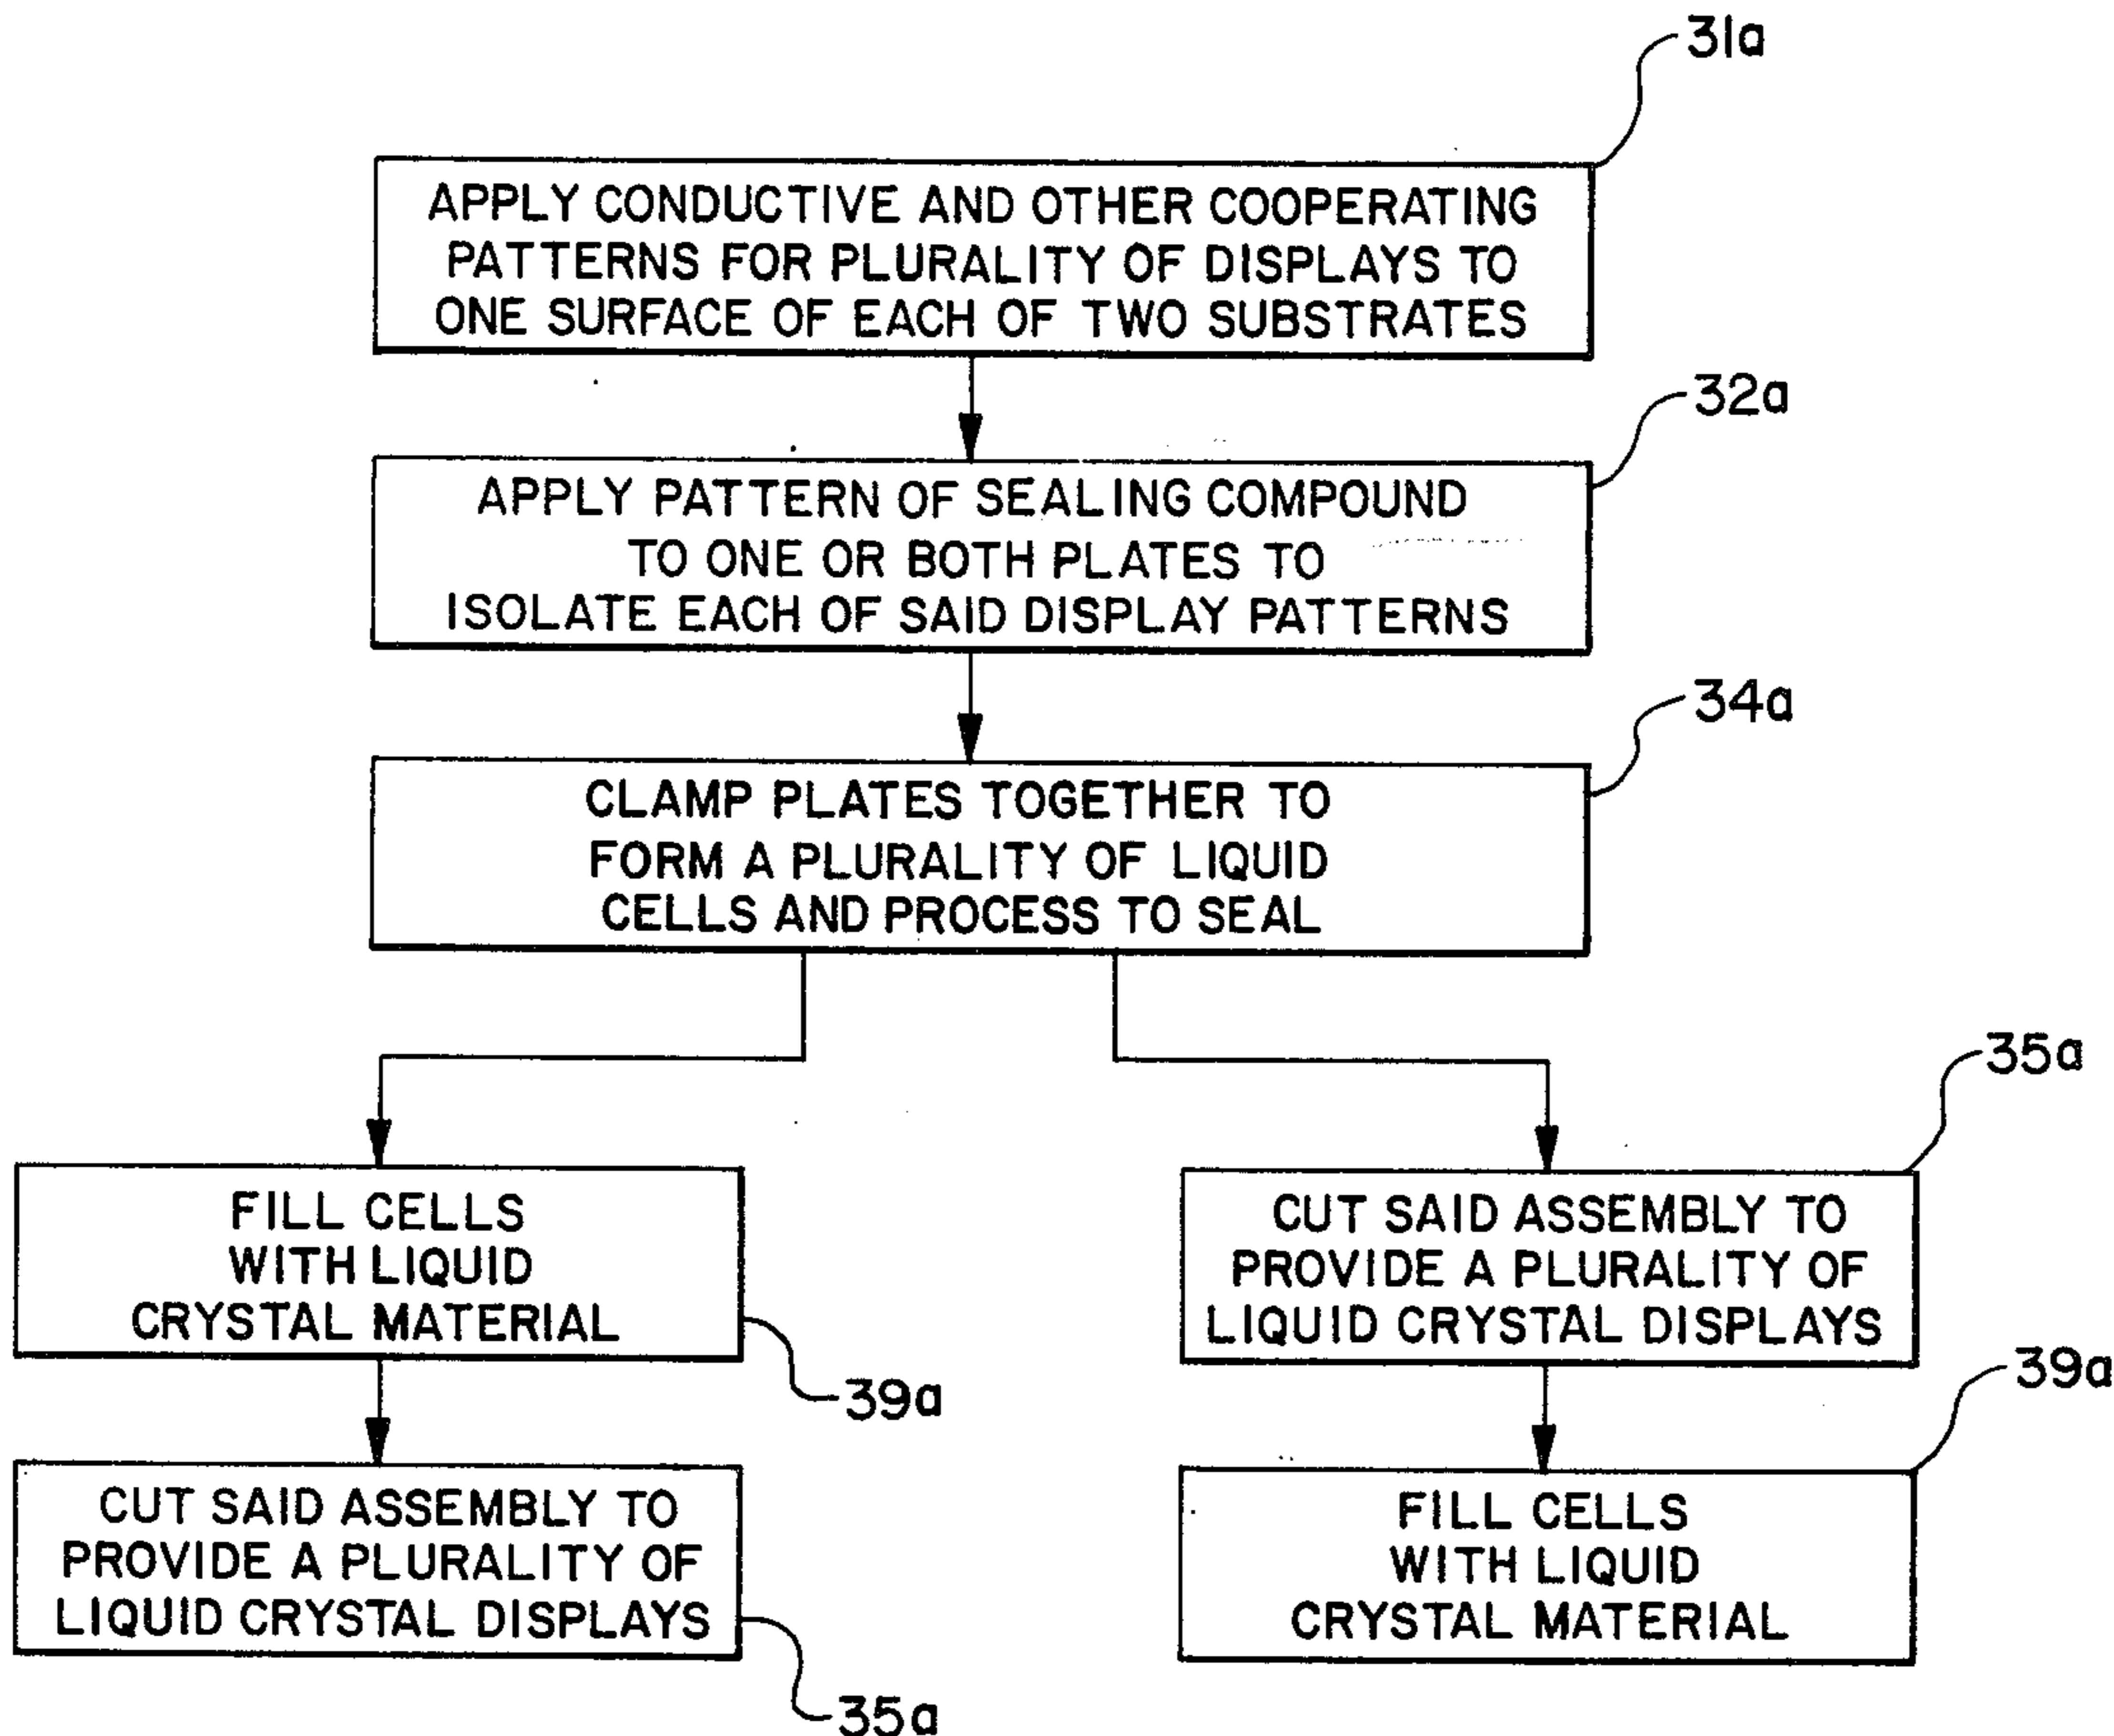 31a
APPLY CONDUCTIVE AND OTHER COOPERATING
PATTERNS FOR PLURALITY OF DISPLAYS TO
ONE SURFACE OF EACH OF TWO SUBSTRATES
32a
APPLY PATTERN OF SEALING COMPOUND
TO ONE OR BOTH PLATES TO
ISOLATE EACH OF SAID DISPLAY PATTERNS
34a
CLAMP PLATES TOGETHER TO
FORM A PLURALITY OF LIQUID
CELLS AND PROCESS TO SEAL
FILL CELLS
WITH LIQUID
CRYSTAL MATERIAL
39a
CUT SAID ASSEMBLY TO
PROVIDE A PLURALITY OF
LIQUID CRYSTAL DISPLAYS
35a
35a
CUT SAID ASSEMBLY TO
PROVIDE A PLURALITY OF
LIQUID CRYSTAL DISPLAYS
39a
FILL CELLS
WITH LIQUID
CRYSTAL MATERIAL